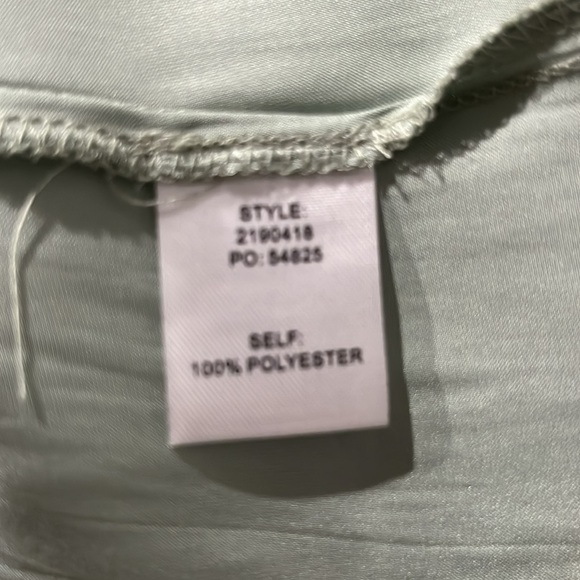 STYLE:
2190418
PO: 54825
SELF:
100% POLYESTER